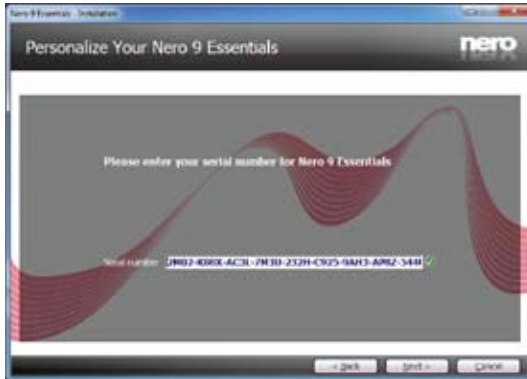 Nero 9 Essentials - Installation
Personalize Your Nero 9 Essentials
nero
Please enter your serial number for Nero 9 Essentials
Serial number
< Back
Next >
Cancel